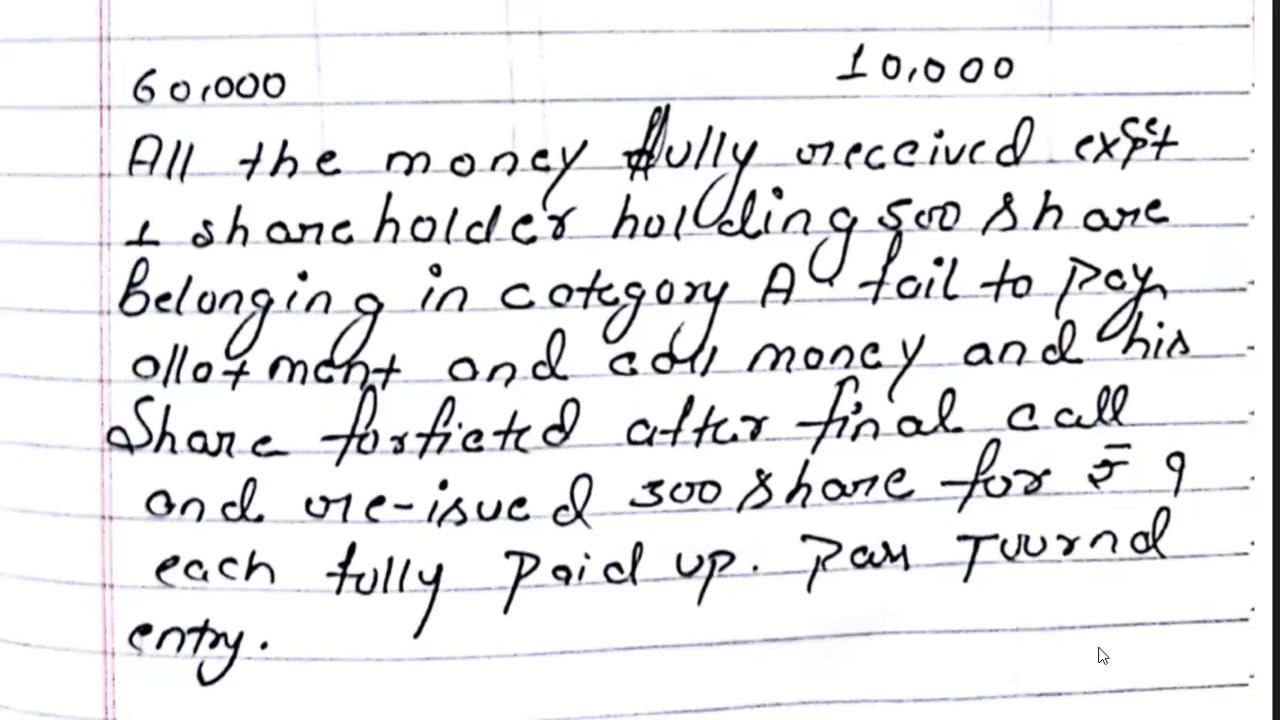 60,000 10,000
All the money fully received exept
1 shareholder holding 500 share
Belonging in category A fail to pay
allotment and call money and his
Share forfieted after final call
and re-issued 300 share for ₹ 9
each fully paid up. Pass Journal
entry.